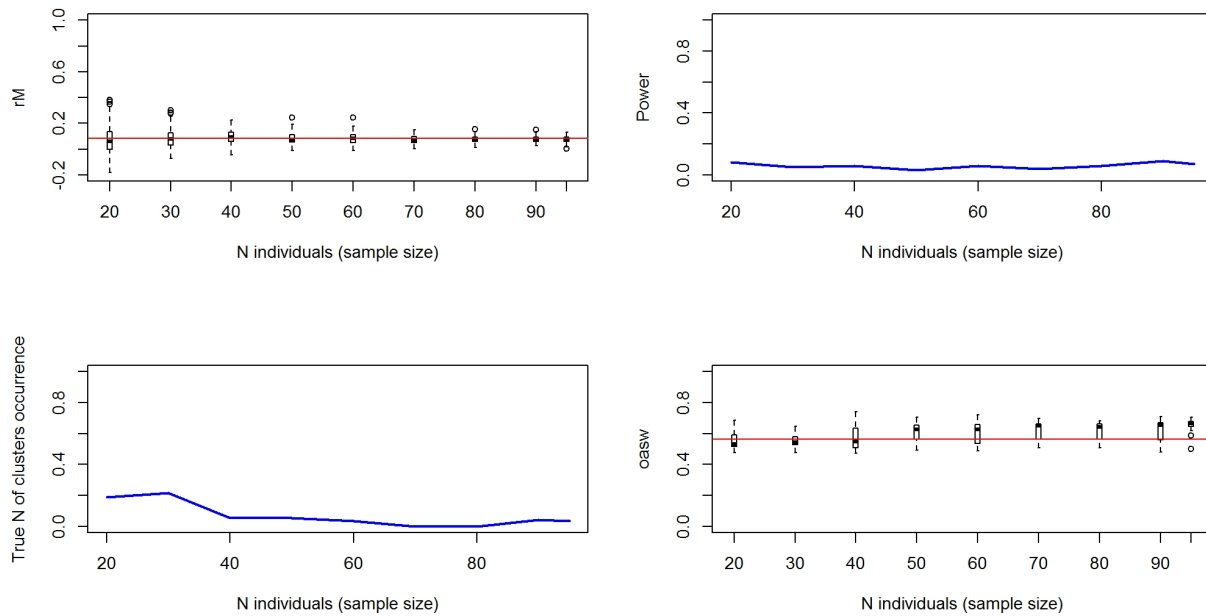 rM
1.0
0.6
0.2
-0.2
20 30 40 50 60 70 80 90
N individuals (sample size)
Power
0.8
0.4
0.0
20 40 60 80
N individuals (sample size)
True N of clusters occurrence
0.8
0.4
0.0
20 40 60 80
N individuals (sample size)
oasw
0.8
0.4
0.0
20 30 40 50 60 70 80 90
N individuals (sample size)